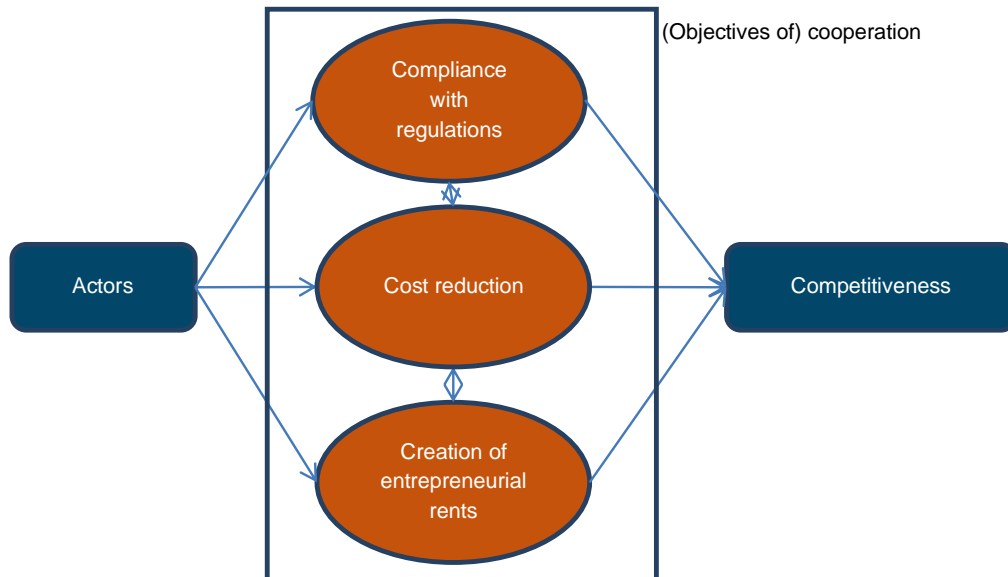 (Objectives of) cooperation
Compliance
with
regulations
Actors
Cost reduction
Competitiveness
Creation of
entrepreneurial
rents